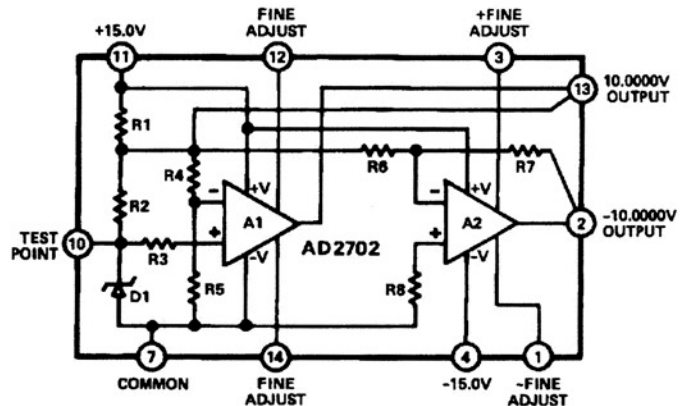 +15.0V
FINE
ADJUST
+FINE
ADJUST
11
12
3
13
10.0000V
OUTPUT
R1
R4
R6
R7
R2
+V
+V
−
A1
−
A2
+
+
−V
−V
TEST
POINT
10
R3
AD2702
2
−10.0000V
OUTPUT
D1
R5
R8
7
14
4
1
COMMON
FINE
ADJUST
-15.0V
~FINE
ADJUST